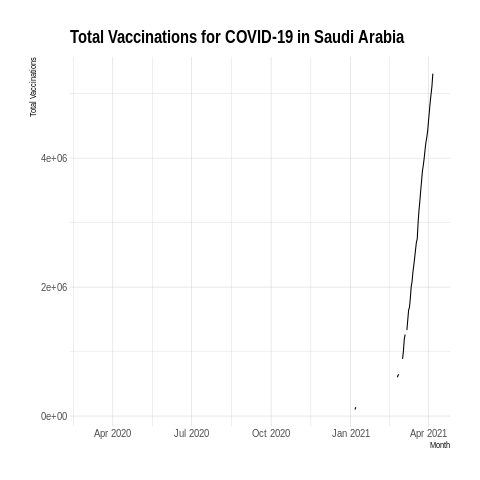 Total Vaccinations for COVID-19 in Saudi Arabia
Total Vaccinations
4e+06
2e+06
0e+00
Apr 2020 Jul 2020 Oct 2020 Jan 2021 Apr 2021
Month